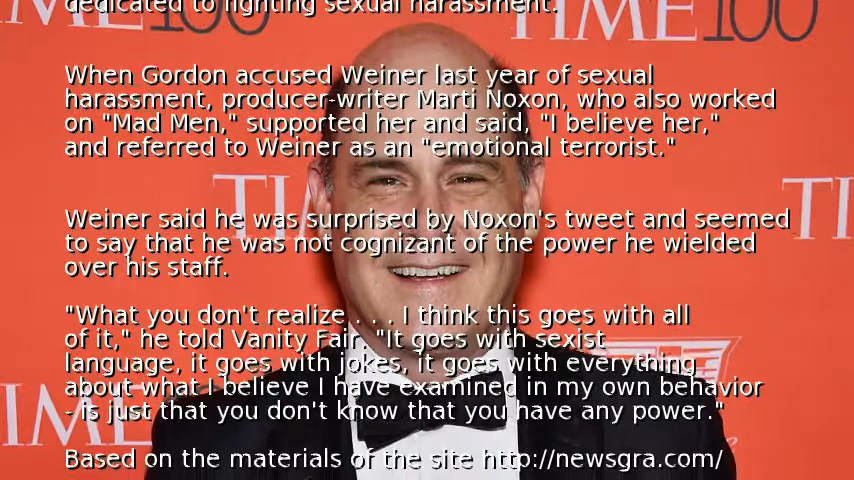 dedicated to fighting sexual harassment.
TIME100
TIME100
When Gordon accused Weiner last year of sexual
harassment, producer-writer Marti Noxon, who also worked
on "Mad Men," supported her and said, "I believe her,"
and referred to Weiner as an "emotional terrorist."
TIME
TI
Weiner said he was surprised by Noxon's tweet and seemed
to say that he was not cognizant of the power he wielded
over his staff.
"What you don't realize . . . I think this goes with all
of it," he told Vanity Fair. "It goes with sexist
language, it goes with jokes, it goes with everything
about what I believe I have examined in my own behavior
- is just that you don't know that you have any power."
TIME
Based on the materials of the site http://newsgra.com/